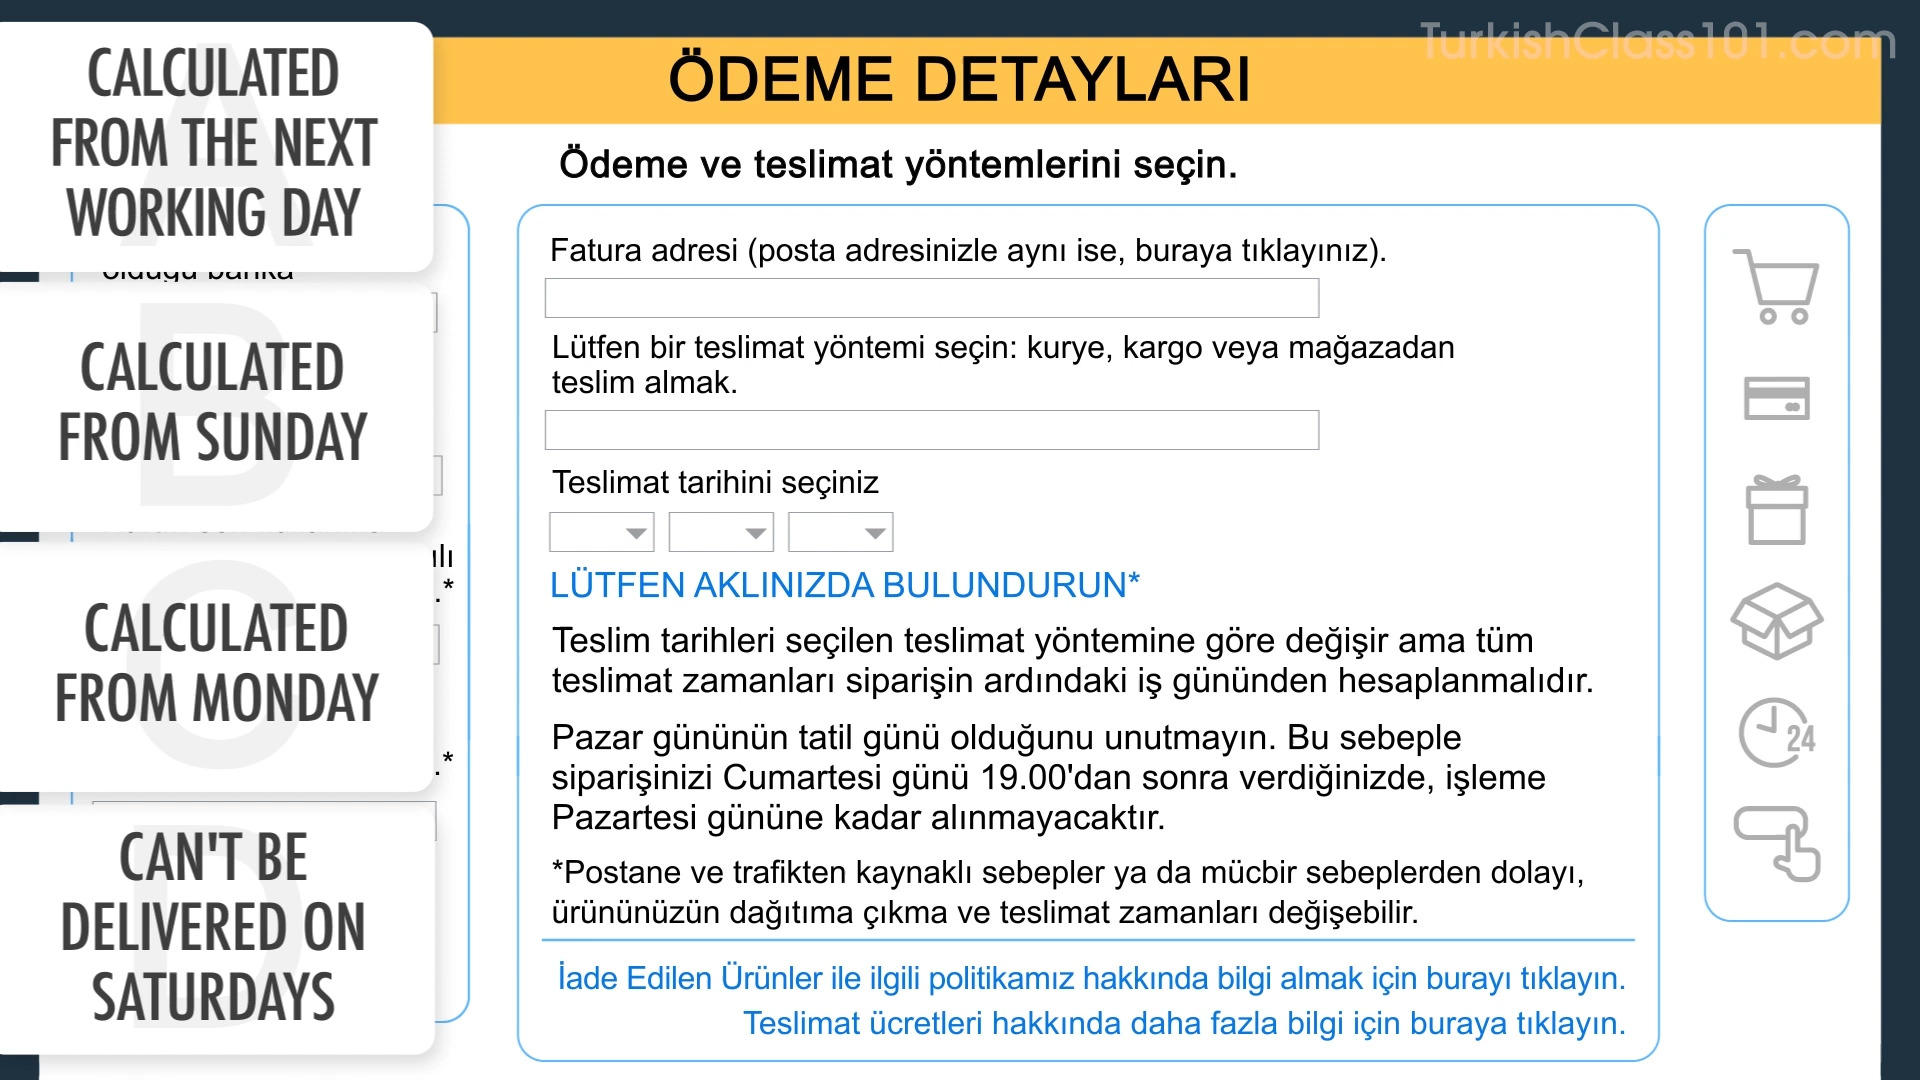 TurkishClass101.com
ÖDEME DETAYLARI
Ödeme ve teslimat yöntemlerini seçin.
A
CALCULATED
FROM THE NEXT
WORKING DAY
B
CALCULATED
FROM SUNDAY
C
CALCULATED
FROM MONDAY
D
CAN'T BE
DELIVERED ON
SATURDAYS
Fatura adresi (posta adresinizle aynı ise, buraya tıklayınız).
Lütfen bir teslimat yöntemi seçin: kurye, kargo veya mağazadan
teslim almak.
Teslimat tarihini seçiniz
LÜTFEN AKLINIZDA BULUNDURUN*
Teslim tarihleri seçilen teslimat yöntemine göre değişir ama tüm
teslimat zamanları siparişin ardındaki iş gününden hesaplanmalıdır.
Pazar gününün tatil günü olduğunu unutmayın. Bu sebeple
siparişinizi Cumartesi günü 19.00'dan sonra verdiğinizde, işleme
Pazartesi gününe kadar alınmayacaktır.
*Postane ve trafikten kaynaklı sebepler ya da mücbir sebeplerden dolayı,
ürününüzün dağıtıma çıkma ve teslimat zamanları değişebilir.
İade Edilen Ürünler ile ilgili politikamız hakkında bilgi almak için burayı tıklayın.
Teslimat ücretleri hakkında daha fazla bilgi için buraya tıklayın.
24